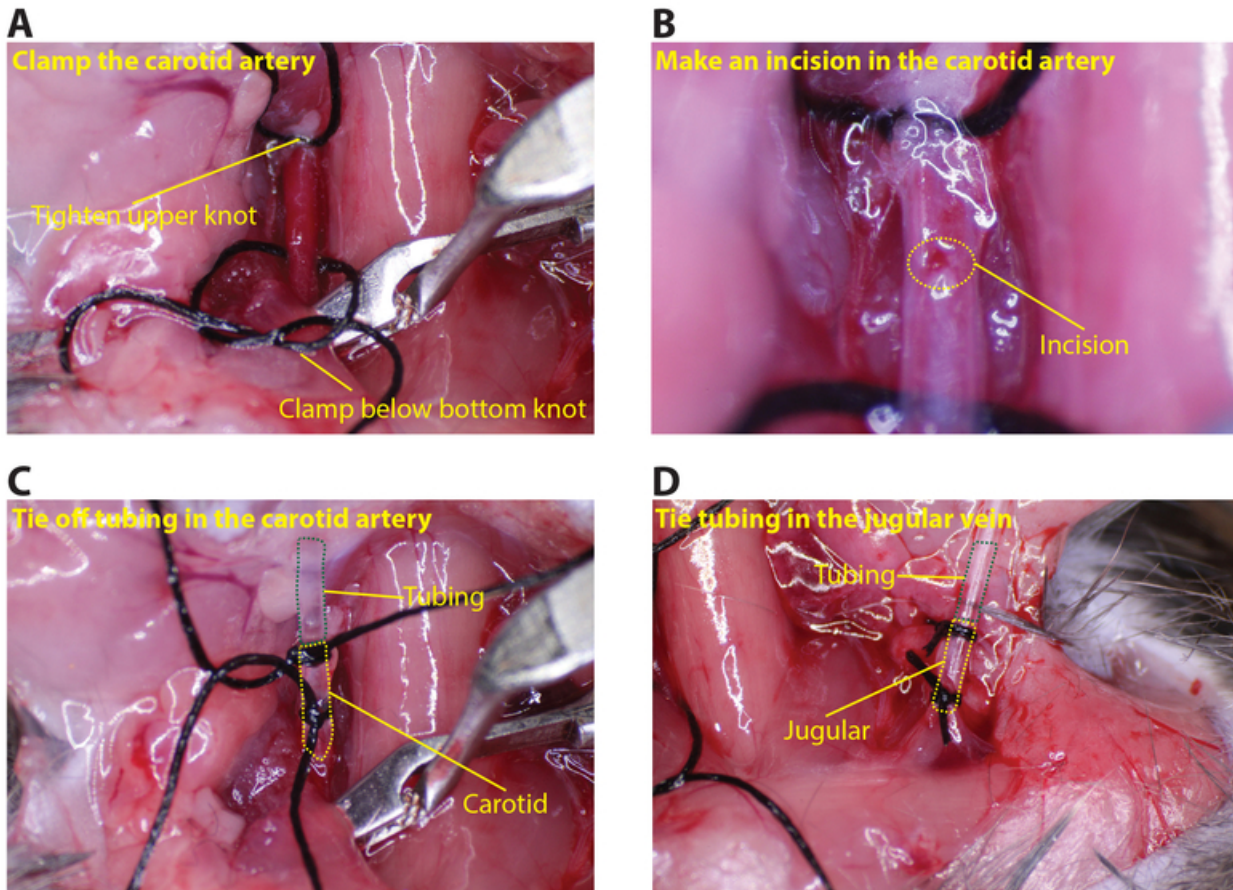 A
Clamp the carotid artery
Tighten upper knot
Clamp below bottom knot
B
Make an incision in the carotid artery
Incision
C
Tie off tubing in the carotid artery
Tubing
Carotid
D
Tie tubing in the jugular vein
Tubing
Jugular